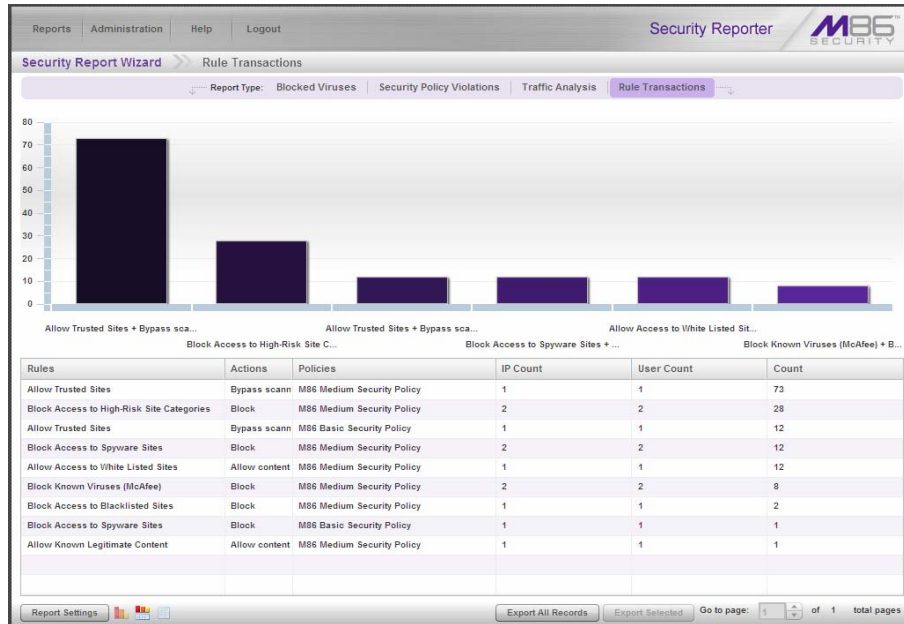 Reports Administration Help Logout Security Reporter M86 SECURITY
Security Report Wizard Rule Transactions
Report Type: Blocked Viruses Security Policy Violations Traffic Analysis Rule Transactions
80
70
60
50
40
30
20
10
0
Allow Trusted Sites + Bypass sca... Allow Trusted Sites + Bypass sca... Allow Access to White Listed Sit...
Block Access to High-Risk Site C... Block Access to Spyware Sites + ... Block Known Viruses (McAfee) + B...
Rules Actions Policies IP Count User Count Count
Allow Trusted Sites Bypass scann M86 Medium Security Policy 1 1 73
Block Access to High-Risk Site Categories Block M86 Medium Security Policy 2 2 28
Allow Trusted Sites Bypass scann M86 Basic Security Policy 1 1 12
Block Access to Spyware Sites Block M86 Medium Security Policy 2 2 12
Allow Access to White Listed Sites Allow content M86 Medium Security Policy 1 1 12
Block Known Viruses (McAfee) Block M86 Medium Security Policy 2 2 8
Block Access to Blacklisted Sites Block M86 Medium Security Policy 1 1 2
Block Access to Spyware Sites Block M86 Basic Security Policy 1 1 1
Allow Known Legitimate Content Allow content M86 Medium Security Policy 1 1 1
Report Settings Export All Records Export Selected Go to page: 1 of 1 total pages